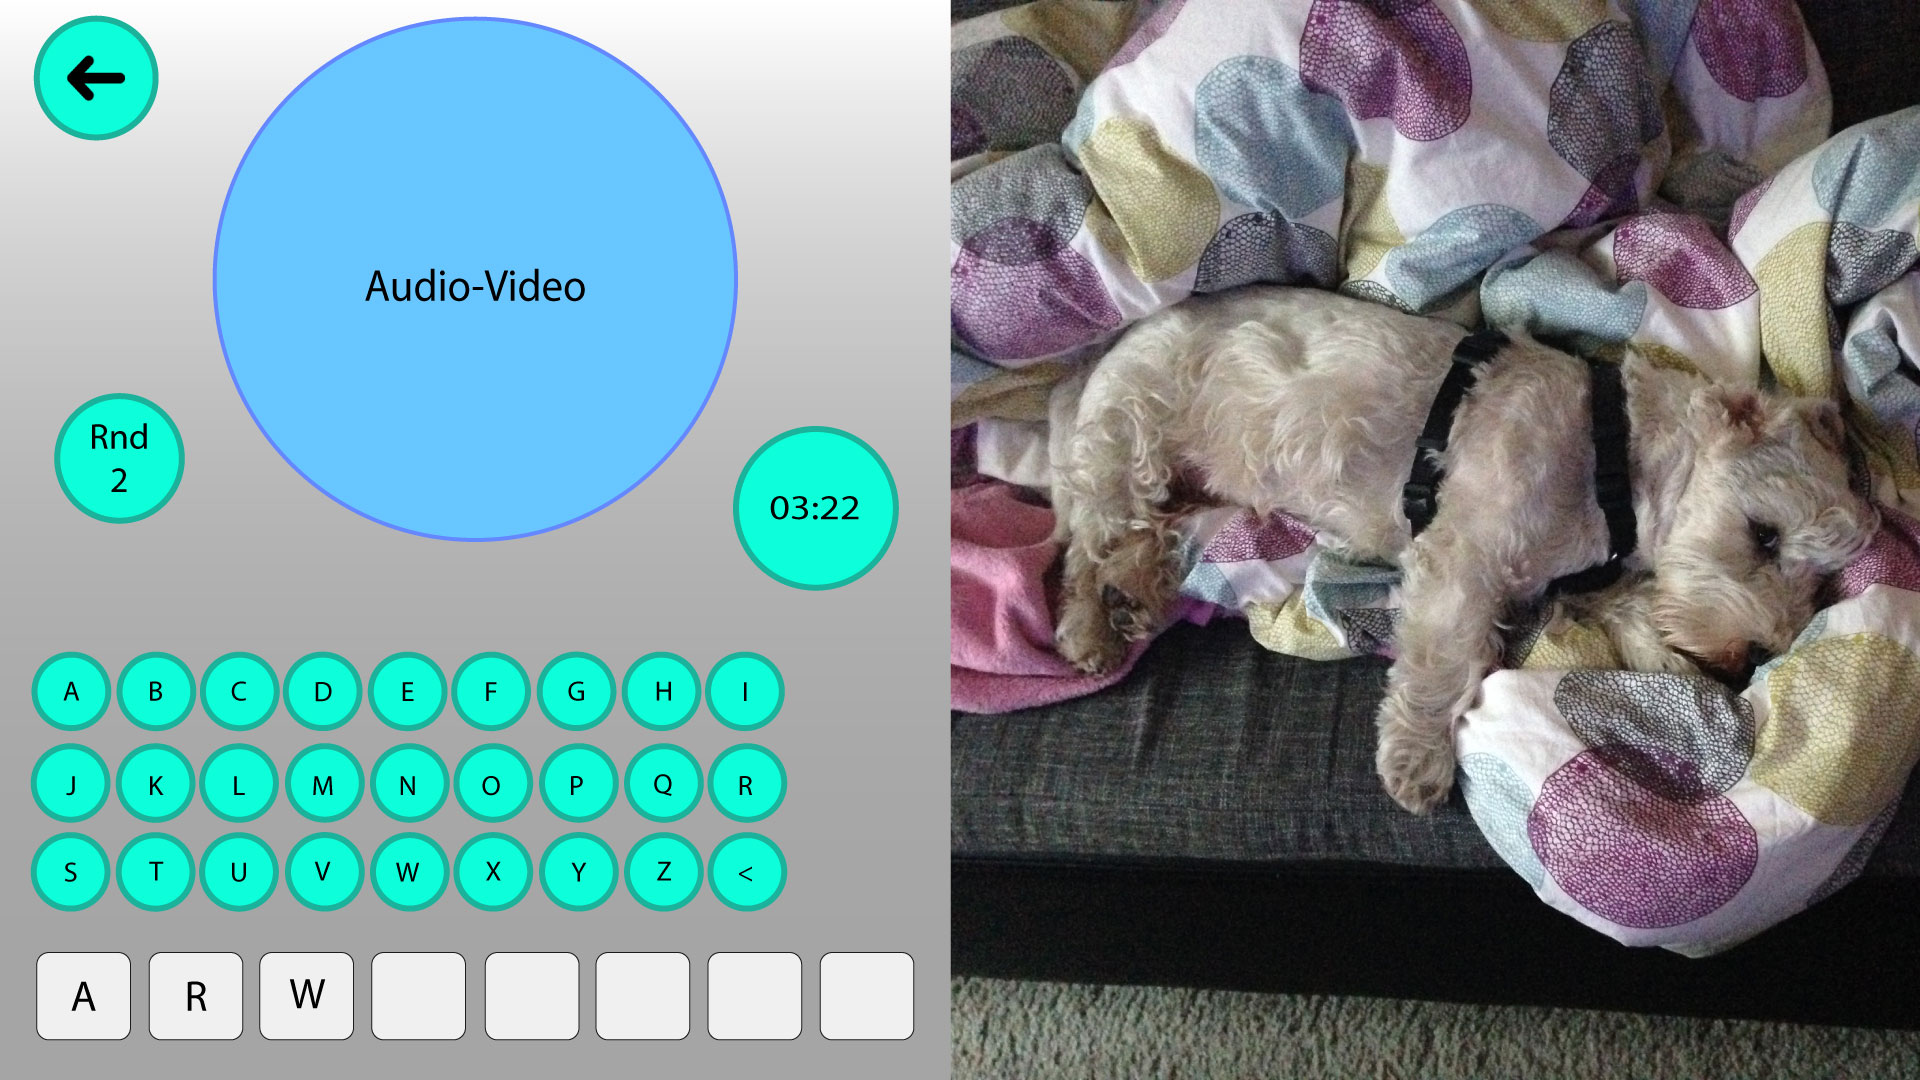 Audio-Video
Rnd
2
03:22
A B C D E F G H I
J K L M N O P Q R
S T U V W X Y Z <
A R W